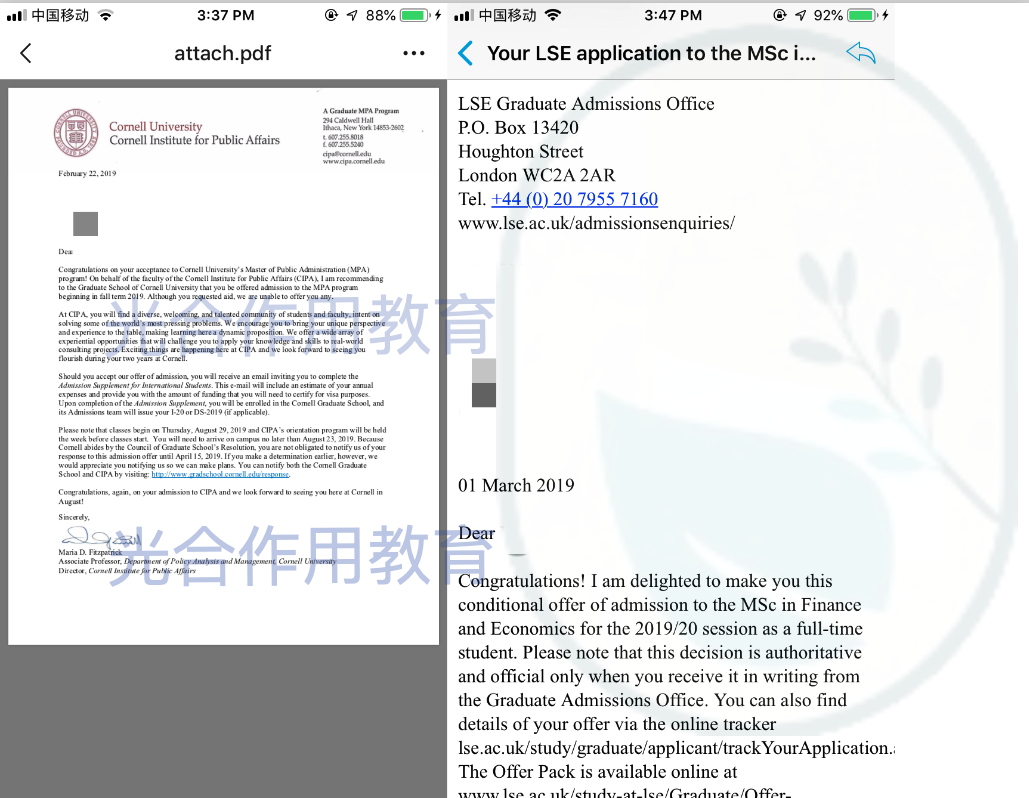 中国移动
3:37 PM
88%
attach.pdf
Cornell University
Cornell Institute for Public Affairs
A Graduate MPA Program
294 Caldwell Hall
Ithaca, New York 14853-2602
t. 607.255.8018
f. 607.255.5240
cipa@cornell.edu
www.cipa.cornell.edu
February 22, 2019
Dear
Congratulations on your acceptance to Cornell University's Master of Public Administration (MPA)
program! On behalf of the faculty of the Cornell Institute for Public Affairs (CIPA), I am recommending
to the Graduate School of Cornell University that you be offered admission to the MPA program
beginning in fall term 2019. Although you requested aid, we are unable to offer you any.
At CIPA, you will find a diverse, welcoming, and talented community of students and faculty, intent on
solving some of the world's most pressing problems. We encourage you to bring your unique perspective
and experience to the table, making learning here a dynamic proposition. We offer a wide array of
experiential opportunities that will challenge you to apply your knowledge and skills to real-world
consulting projects. Exciting things are happening here at CIPA and we look forward to seeing you
flourish during your two years at Cornell.
Should you accept our offer of admission, you will receive an email inviting you to complete the
Admission Supplement for International Students. This e-mail will include an estimate of your annual
expenses and provide you with the amount of funding that you will need to certify for visa purposes.
Upon completion of the Admission Supplement, you will be enrolled in the Cornell Graduate School, and
its Admissions team will issue your I-20 or DS-2019 (if applicable).
Please note that classes begin on Thursday, August 29, 2019 and CIPA's orientation program will be held
the week before classes start. You will need to arrive on campus no later than August 23, 2019. Because
Cornell abides by the Council of Graduate School's Resolution, you are not obligated to notify us of your
response to this admission offer until April 15, 2019. If you make a determination earlier, however, we
would appreciate you notifying us so we can make plans. You can notify both the Cornell Graduate
School and CIPA by visiting: http://www.gradschool.cornell.edu/response.
Congratulations, again, on your admission to CIPA and we look forward to seeing you here at Cornell in
August!
Sincerely,
Maria D. Fitzpatrick
Associate Professor, Department of Policy Analysis and Management, Cornell University
Director, Cornell Institute for Public Affairs
光合作用教育
光合作用教育
中国移动
3:47 PM
92%
Your LSE application to the MSc i...
LSE Graduate Admissions Office
P.O. Box 13420
Houghton Street
London WC2A 2AR
Tel. +44 (0) 20 7955 7160
www.lse.ac.uk/admissionsenquiries/
01 March 2019
Dear
Congratulations! I am delighted to make you this
conditional offer of admission to the MSc in Finance
and Economics for the 2019/20 session as a full-time
student. Please note that this decision is authoritative
and official only when you receive it in writing from
the Graduate Admissions Office. You can also find
details of your offer via the online tracker
lse.ac.uk/study/graduate/applicant/trackYourApplication.
The Offer Pack is available online at
www.lse.ac.uk/study-at-lse/Graduate/Offer-